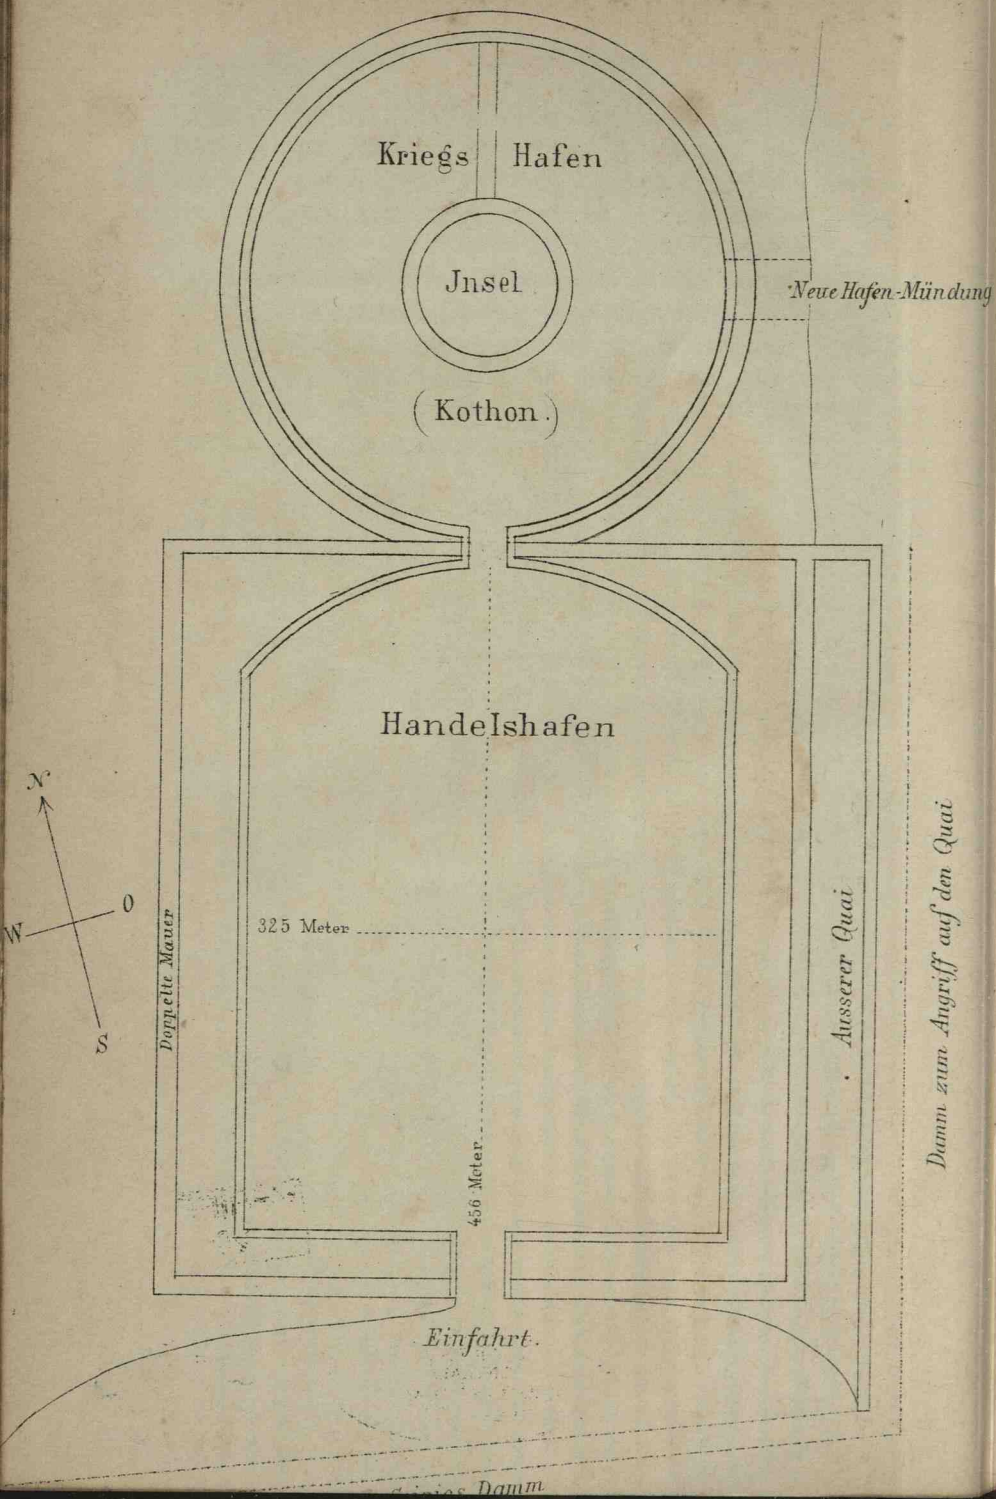 Kriegs Hafen
Jnsel
Neue Hafen-Mündung
(Kothon.)
Handelshafen
N
O
W
S
325 Meter
Doppelte Mauer
Äusserer Quai
Damm zum Angriff auf den Quai
456 Meter
Einfahrt.
Damm